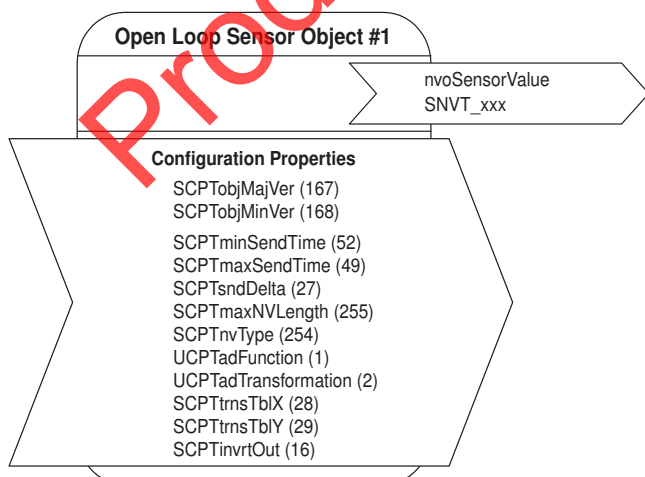 Open Loop Sensor Object #1
nvoSensorValue
SNVT_xxx
Configuration Properties
SCPTobjMajVer (167)
SCPTobjMinVer (168)
SCPTminSendTime (52)
SCPTmaxSendTime (49)
SCPTsndDelta (27)
SCPTmaxNVLength (255)
SCPTnvType (254)
UCPTadFunction (1)
UCPTadTransformation (2)
SCPTtrnsTblX (28)
SCPTtrnsTblY (29)
SCPTinvrtOut (16)
Pro